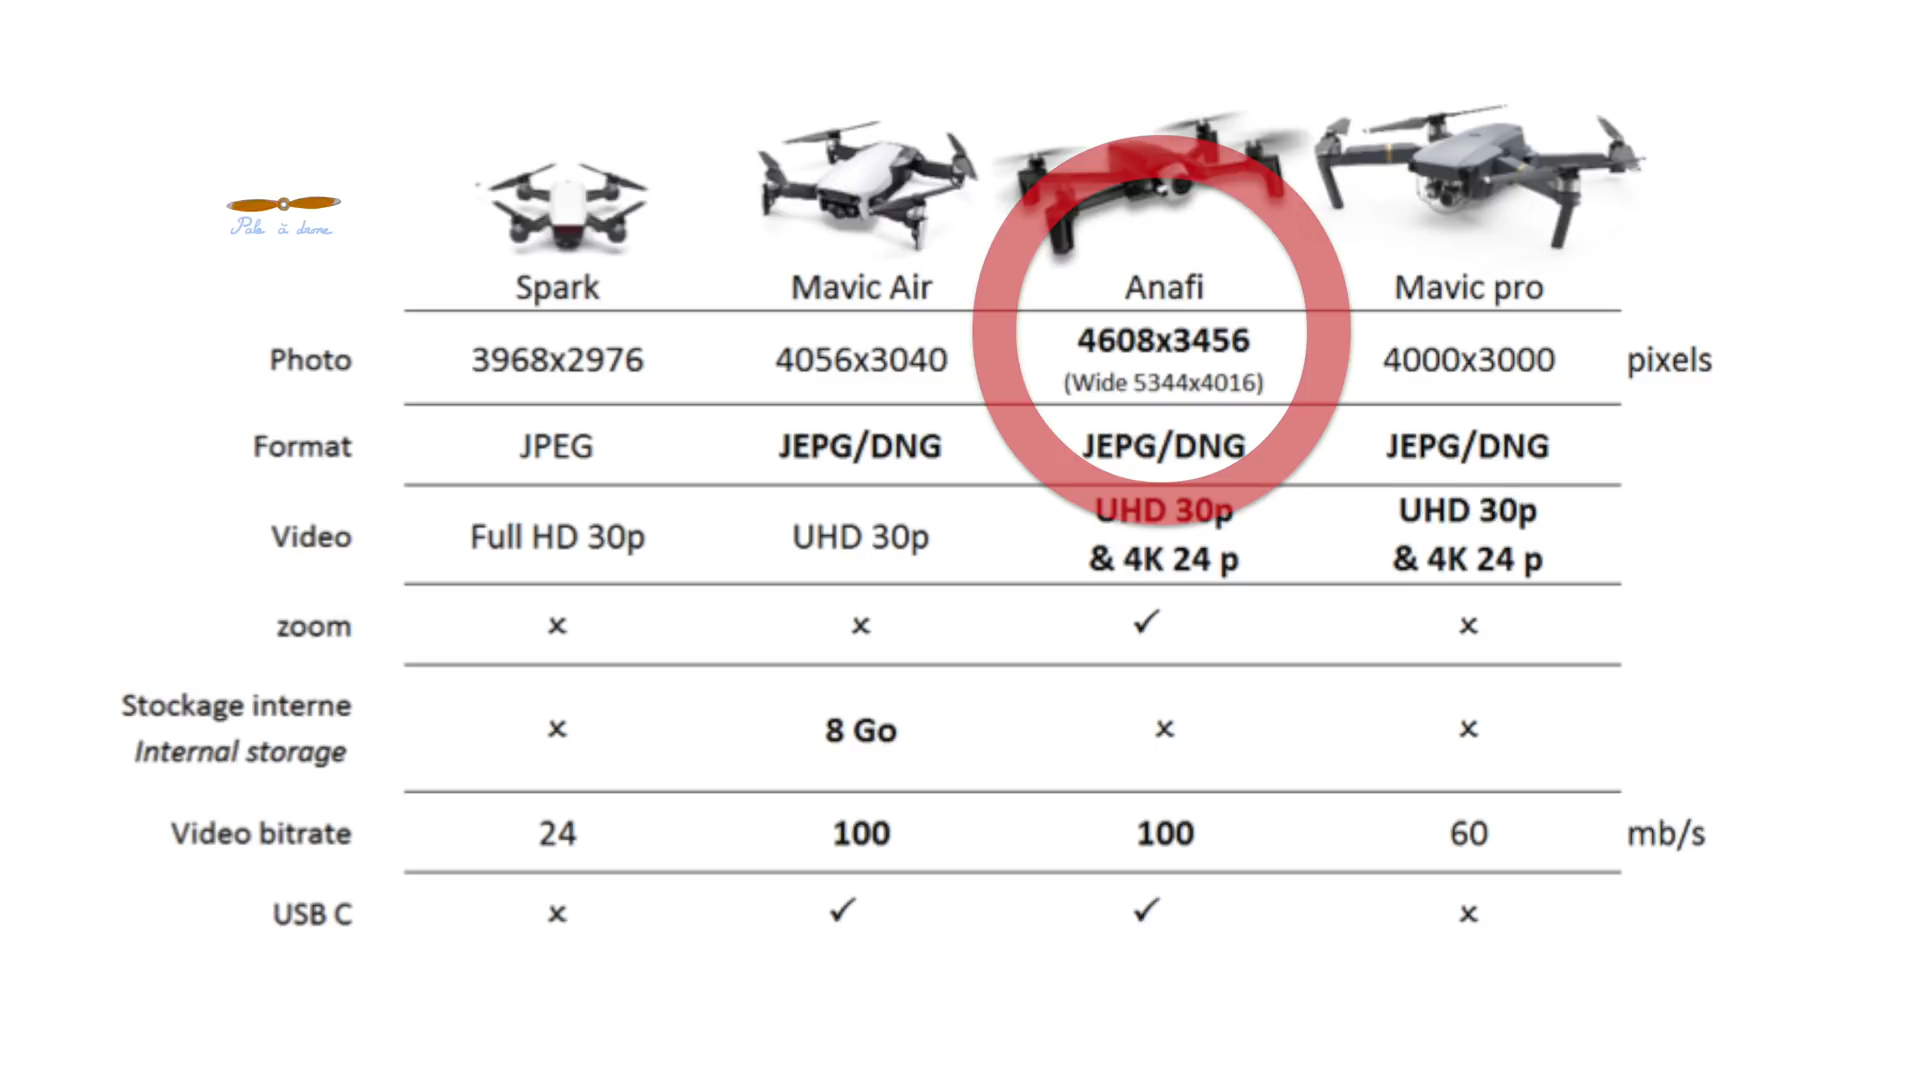 Pale à drone
Spark Mavic Air Anafi Mavic pro
Photo 3968x2976 4056x3040 4608x3456 (Wide 5344x4016) 4000x3000 pixels
Format JPEG JEPG/DNG JEPG/DNG JEPG/DNG
Video Full HD 30p UHD 30p UHD 30p & 4K 24 p UHD 30p & 4K 24 p
zoom × × ✓ ×
Stockage interne
Internal storage × 8 Go × ×
Video bitrate 24 100 100 60 mb/s
USB C × ✓ ✓ ×